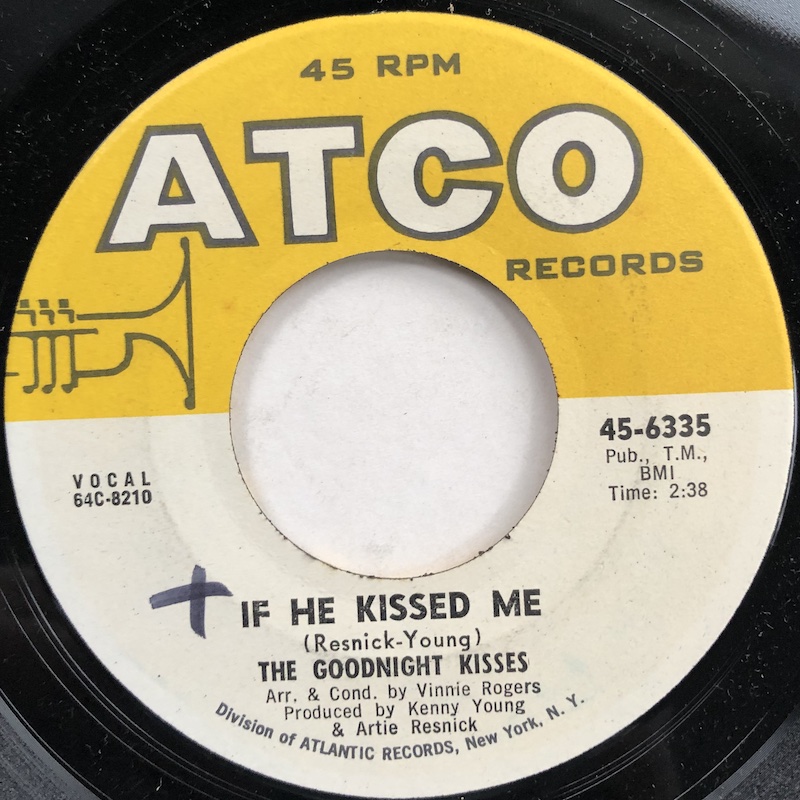 45 RPM
ATCO
RECORDS
VOCAL
64C-8210
45-6335
Pub., T.M.,
BMI
Time: 2:38
IF HE KISSED ME
(Resnick-Young)
THE GOODNIGHT KISSES
Arr. & Cond. by Vinnie Rogers
Produced by Kenny Young
& Artie Resnick
Division of ATLANTIC RECORDS, New York, N. Y.